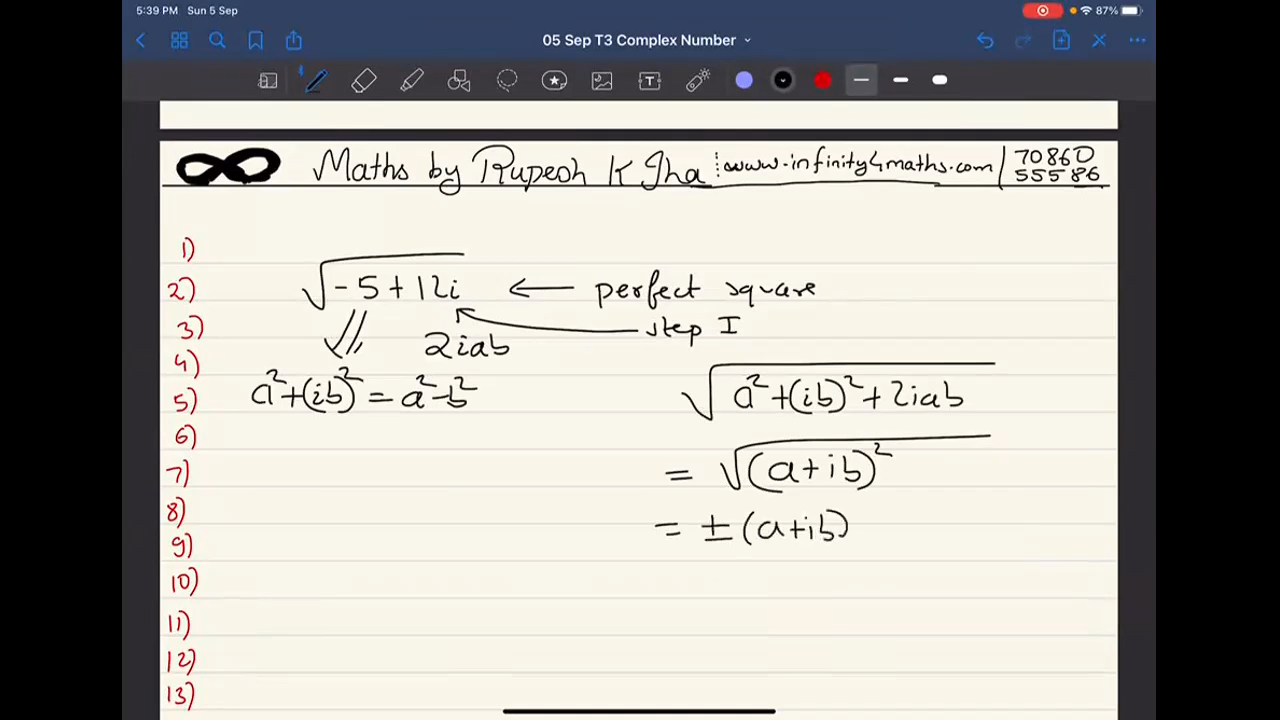 5:39 PM Sun 5 Sep 87%
05 Sep T3 Complex Number
T
Maths by Rupesh K Jha www.infinity4maths.com 70860 55586
1)
2) √-5+12i ← perfect square
3) step I
2iab
4)
5) a²+(ib)² = a²-b² √a²+(ib)²+2iab
6)
7) = √(a+ib)²
8)
= ±(a+ib)
9)
10)
11)
12)
13)